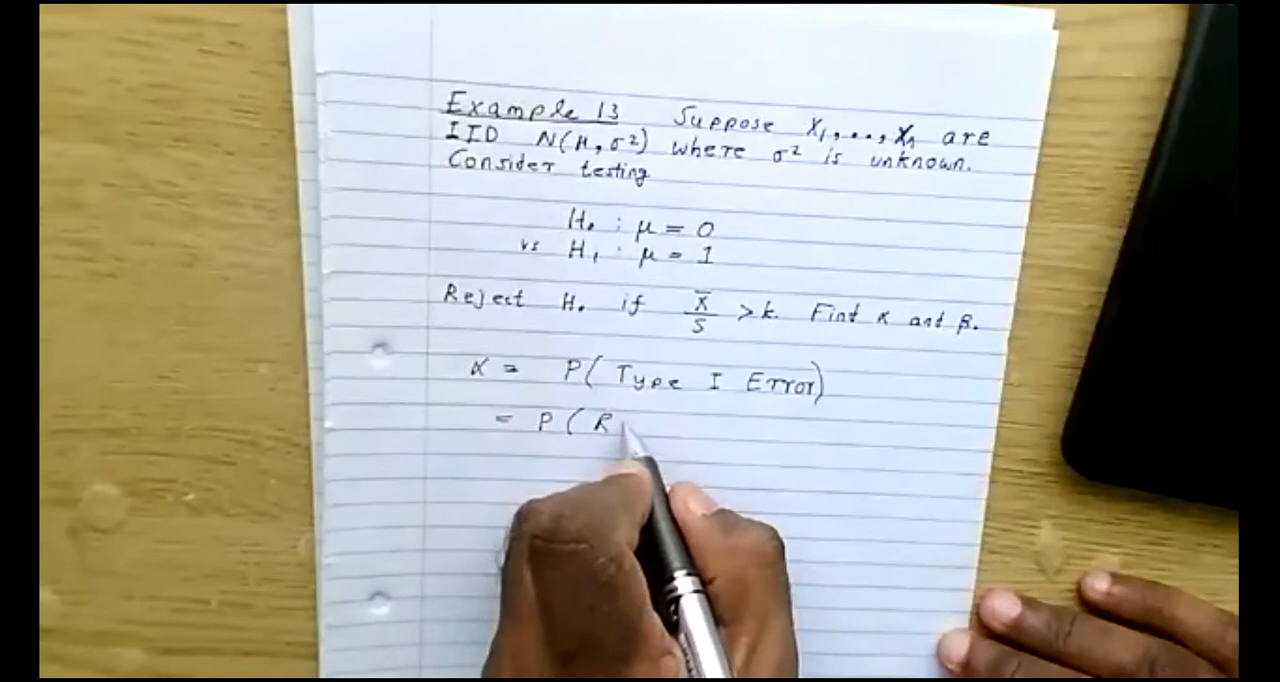 Example 13 Suppose X₁,..,Xₙ are
IID N(μ,σ²) where σ² is unknown.
Consider testing
H₀ : μ = 0
vs H₁ : μ = 1
Reject H₀ if X̄/S >k. Find α and β.
α = P( Type I Error)
= P( R